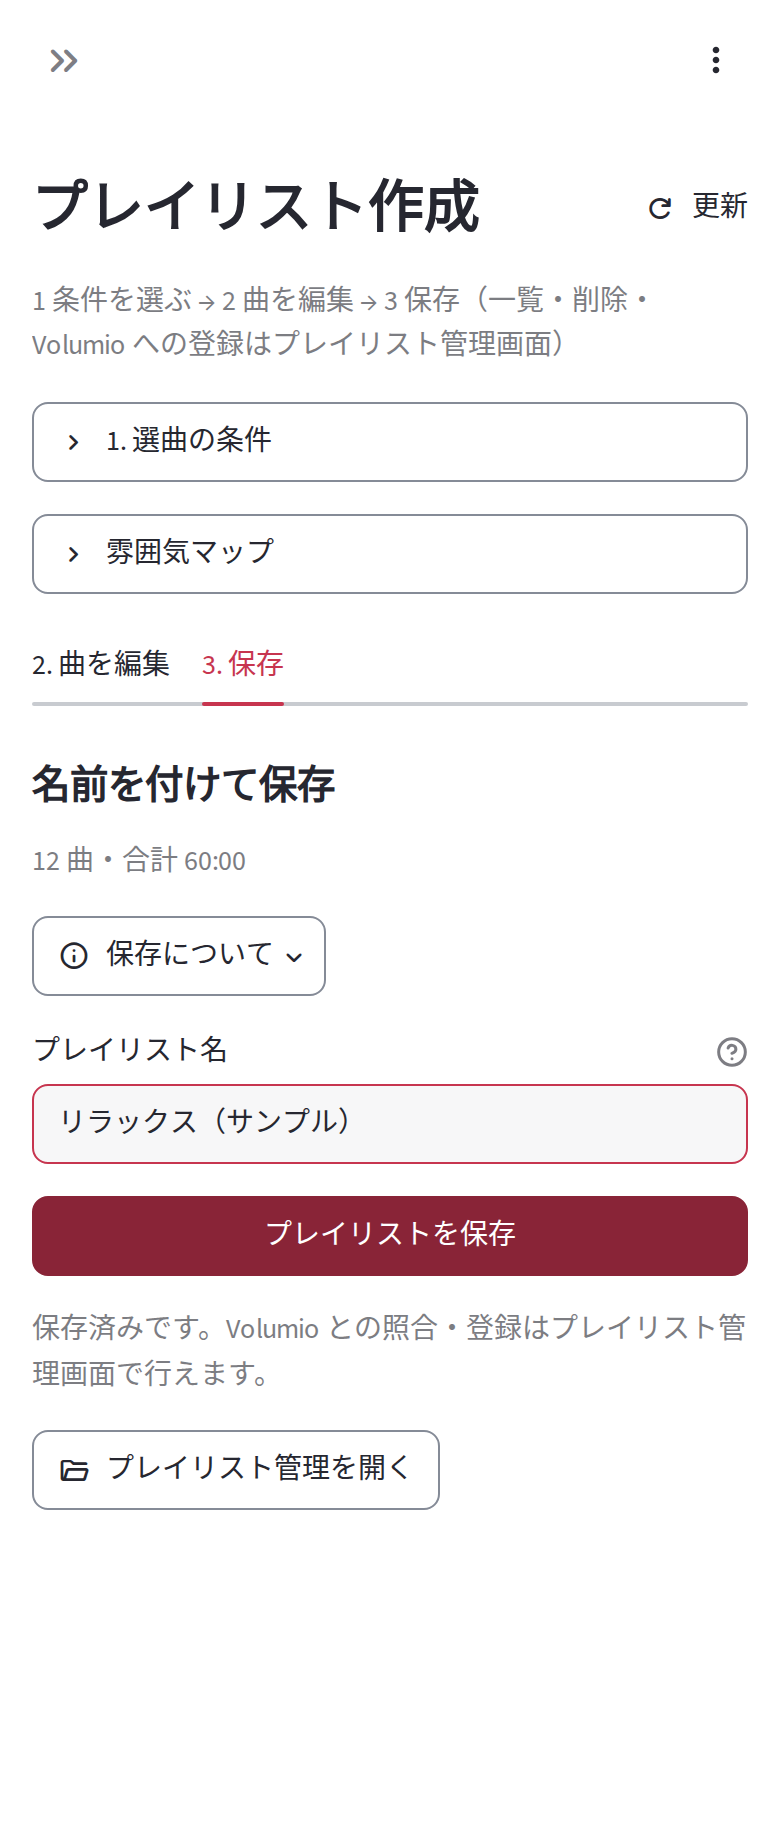 プレイリスト作成
更新
1 条件を選ぶ → 2 曲を編集 → 3 保存（一覧・削除・
Volumio への登録はプレイリスト管理画面）
1. 選曲の条件
雰囲気マップ
2. 曲を編集
3. 保存
名前を付けて保存
12 曲・合計 60:00
保存について
プレイリスト名
リラックス（サンプル）
プレイリストを保存
保存済みです。Volumio との照合・登録はプレイリスト管
理画面で行えます。
プレイリスト管理を開く